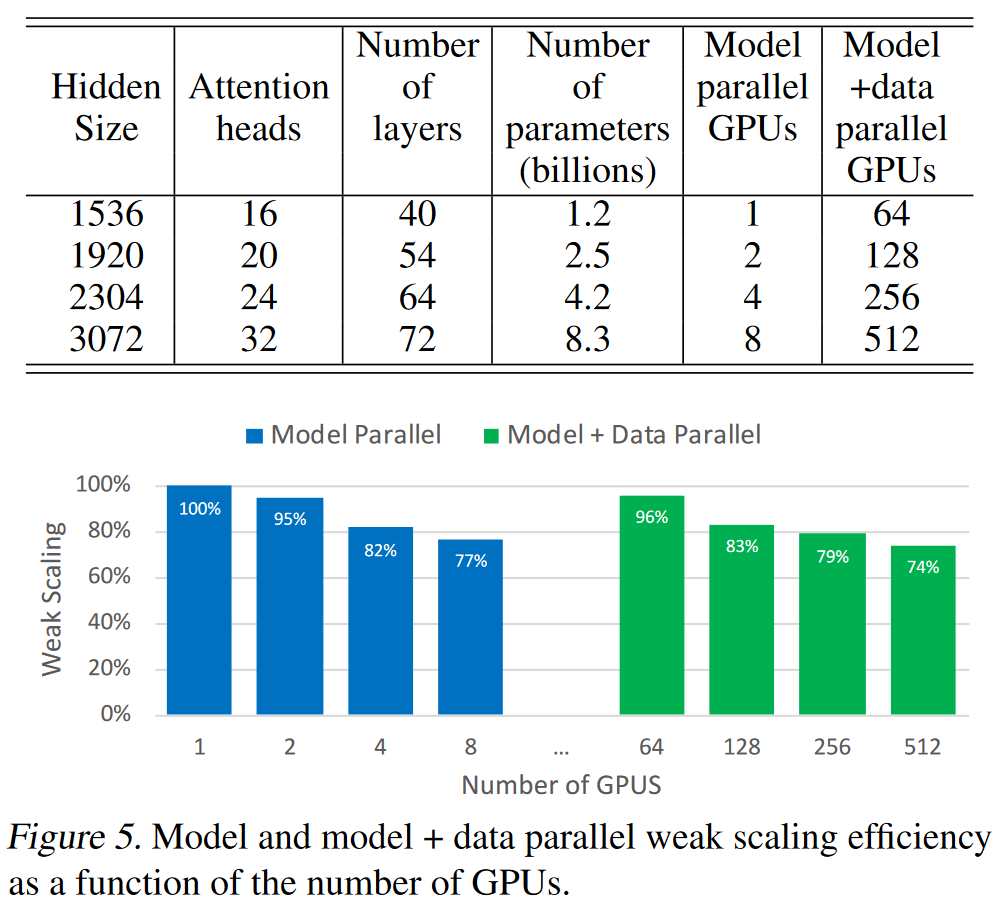 Hidden Size Attention heads Number of layers Number of parameters (billions) Model parallel GPUs Model +data parallel GPUs
1536 16 40 1.2 1 64
1920 20 54 2.5 2 128
2304 24 64 4.2 4 256
3072 32 72 8.3 8 512
Model Parallel Model + Data Parallel
Weak Scaling
100%
80%
60%
40%
20%
0%
100% 95% 82% 77% 96% 83% 79% 74%
1 2 4 8 ... 64 128 256 512
Number of GPUS
Figure 5. Model and model + data parallel weak scaling efficiency
as a function of the number of GPUs.